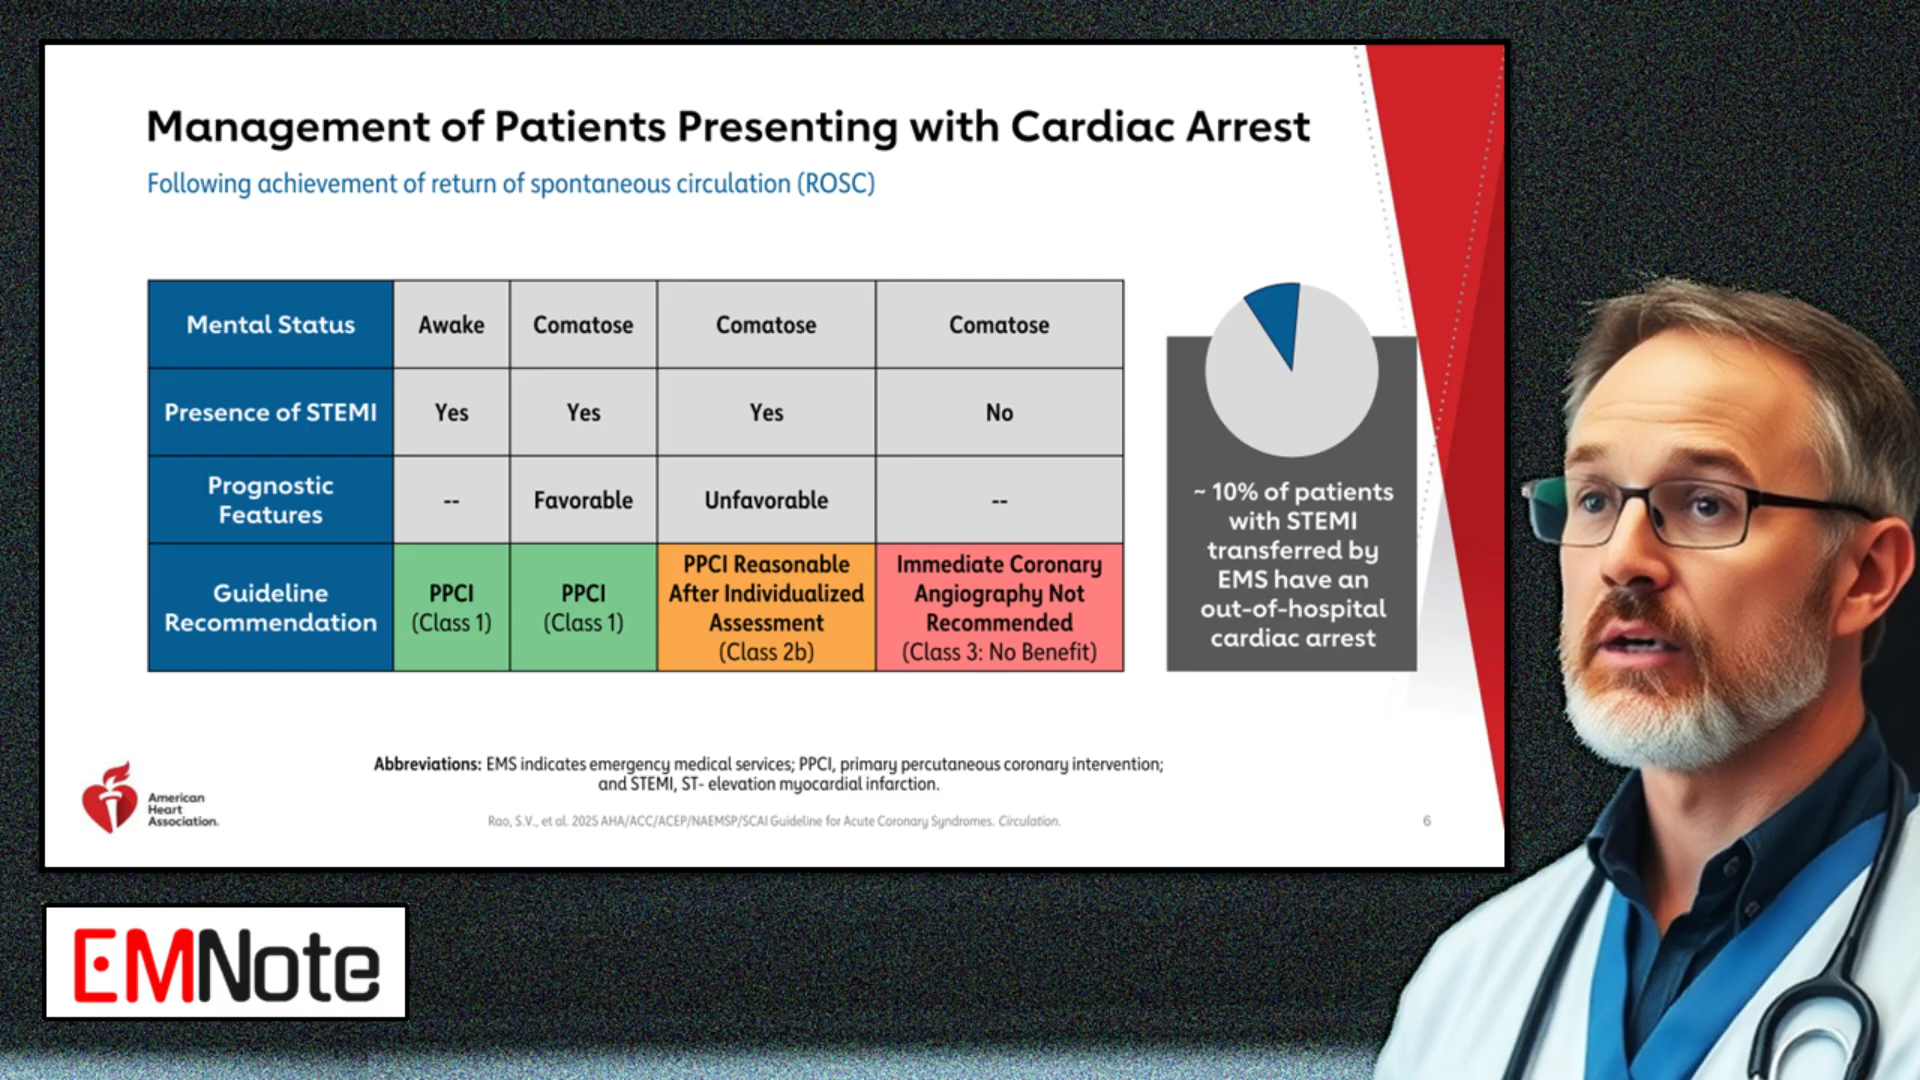 Management of Patients Presenting with Cardiac Arrest
Following achievement of return of spontaneous circulation (ROSC)
Mental Status
Awake
Comatose
Comatose
Comatose
Presence of STEMI
Yes
Yes
Yes
No
Prognostic
Features
--
Favorable
Unfavorable
--
Guideline
Recommendation
PPCI
(Class 1)
PPCI
(Class 1)
PPCI Reasonable
After Individualized
Assessment
(Class 2b)
Immediate Coronary
Angiography Not
Recommended
(Class 3: No Benefit)
~ 10% of patients
with STEMI
transferred by
EMS have an
out-of-hospital
cardiac arrest
Abbreviations: EMS indicates emergency medical services; PPCI, primary percutaneous coronary intervention;
and STEMI, ST- elevation myocardial infarction.
American
Heart
Association.
Rao, S.V., et al. 2025 AHA/ACC/ACEP/NAEMSP/SCAI Guideline for Acute Coronary Syndromes. Circulation.
6
EMNote